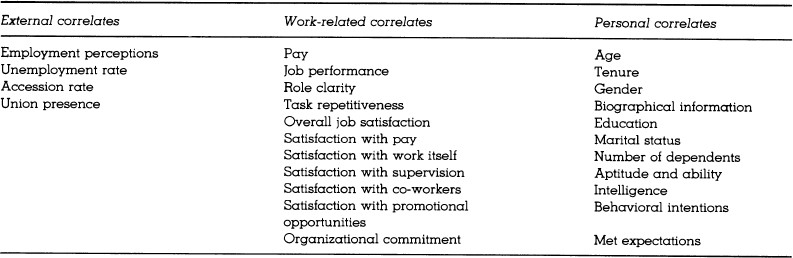 External correlates
Work-related correlates
Personal correlates
Employment perceptions
Unemployment rate
Accession rate
Union presence
Pay
Job performance
Role clarity
Task repetitiveness
Overall job satisfaction
Satisfaction with pay
Satisfaction with work itself
Satisfaction with supervision
Satisfaction with co-workers
Satisfaction with promotional
opportunities
Organizational commitment
Age
Tenure
Gender
Biographical information
Education
Marital status
Number of dependents
Aptitude and ability
Intelligence
Behavioral intentions
Met expectations